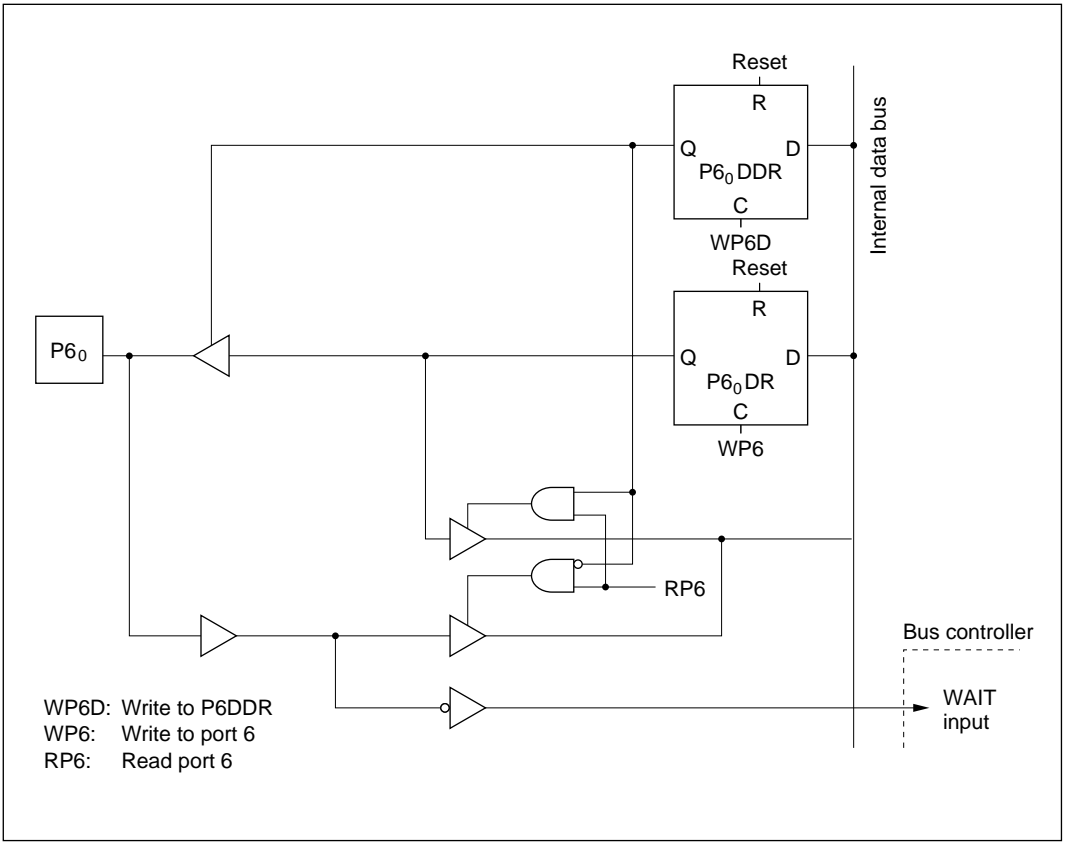 Reset
R
Q
D
P6₀DDR
C
WP6D
Internal data bus
Reset
R
P6₀
Q
D
P6₀DR
C
WP6
RP6
Bus controller
WAIT
input
WP6D: Write to P6DDR
WP6: Write to port 6
RP6: Read port 6